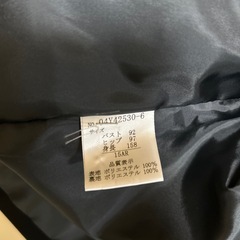 NO. 04Y42530-6
サイズ
バスト 92
ヒップ 97
身長 158
15AR
品質表示
表地 ポリエステル 100%
裏地 ポリエステル 100%